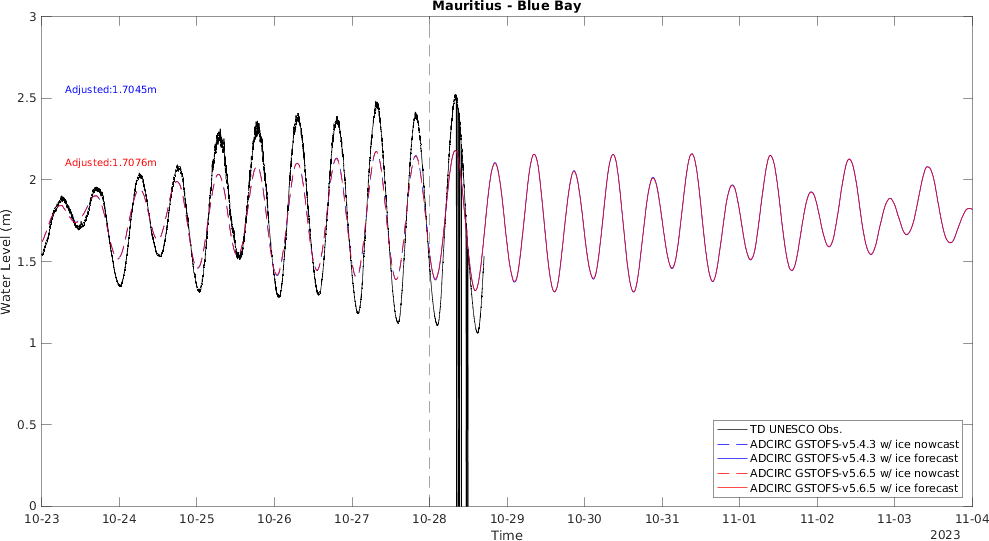 Mauritius - Blue Bay
Water Level (m)
3
2.5
2
1.5
1
0.5
0
Adjusted:1.7045m
Adjusted:1.7076m
TD UNESCO Obs.
ADCIRC GSTOFS-v5.4.3 w/ ice nowcast
ADCIRC GSTOFS-v5.4.3 w/ ice forecast
ADCIRC GSTOFS-v5.6.5 w/ ice nowcast
ADCIRC GSTOFS-v5.6.5 w/ ice forecast
10-23 10-24 10-25 10-26 10-27 10-28 10-29 10-30 10-31 11-01 11-02 11-03 11-04
Time
2023